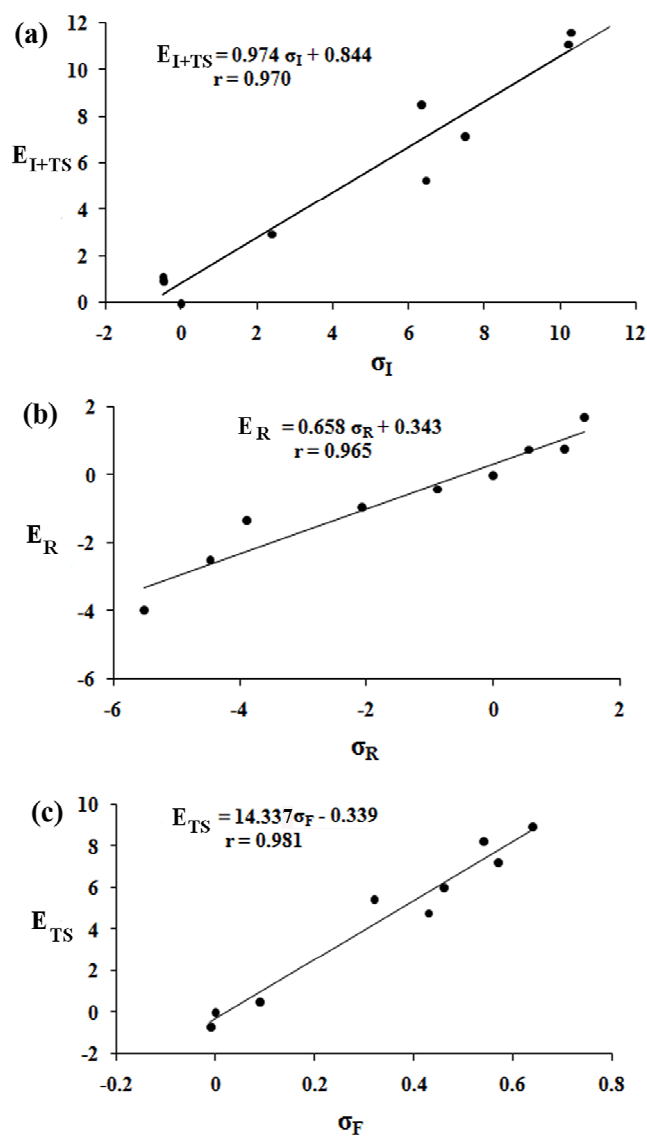 (a)
E_I+TS = 0.974 σ_I + 0.844
r = 0.970
12
10
8
6
4
2
0
E_I+TS
-2 0 2 4 6 8 10 12
σ_I
(b)
E_R = 0.658 σ_R + 0.343
r = 0.965
2
0
-2
-4
-6
E_R
-6 -4 -2 0 2
σ_R
(c)
E_TS = 14.337σ_F - 0.339
r = 0.981
10
8
6
4
2
0
-2
E_TS
-0.2 0 0.2 0.4 0.6 0.8
σ_F